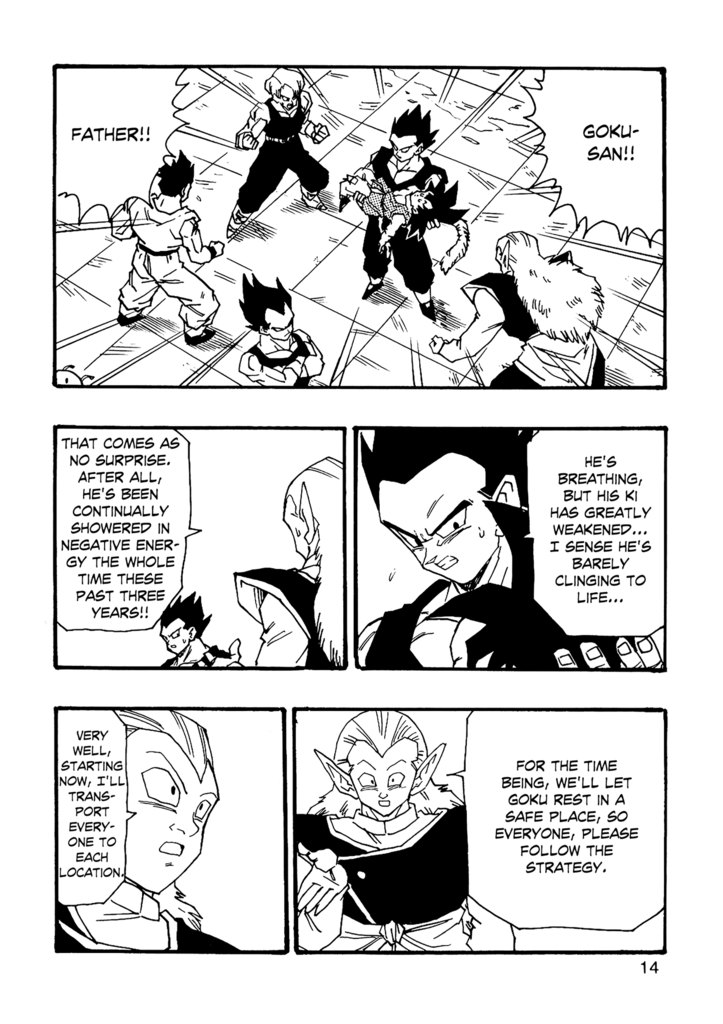 GOKU-
SAN!!
FATHER!!
HE'S
BREATHING,
BUT HIS KI
HAS GREATLY
WEAKENED...
I SENSE HE'S
BARELY
CLINGING TO
LIFE...
THAT COMES AS
NO SURPRISE.
AFTER ALL,
HE'S BEEN
CONTINUALLY
SHOWERED IN
NEGATIVE ENER-
GY THE WHOLE
TIME THESE
PAST THREE
YEARS!!
FOR THE TIME
BEING, WE'LL LET
GOKU REST IN A
SAFE PLACE, SO
EVERYONE, PLEASE
FOLLOW THE
STRATEGY.
VERY
WELL,
STARTING
NOW, I'LL
TRANS-
PORT
EVERY-
ONE TO
EACH
LOCATION.
14